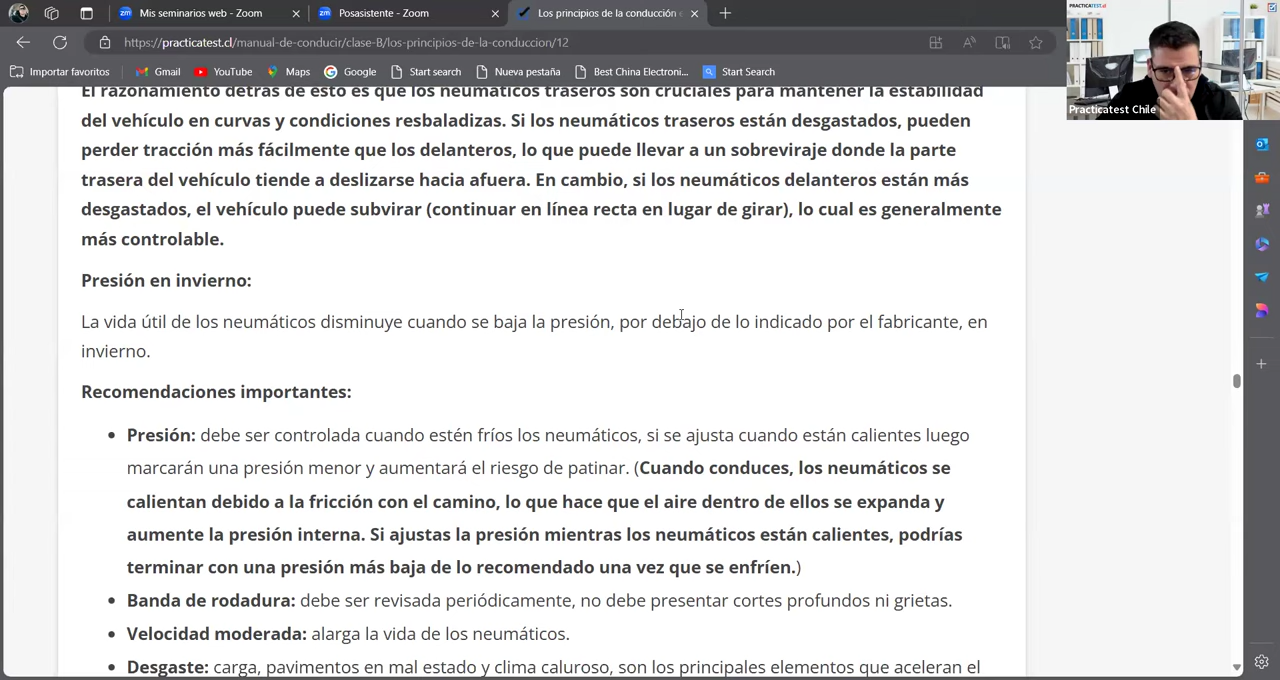 Mis seminarios web - Zoom
Posasistente - Zoom
Los principios de la conducción
https://practicatest.cl/manual-de-conducir/clase-B/los-principios-de-la-conduccion/12
Importar favoritos Gmail YouTube Maps Google Start search Nueva pestaña Best China Electroni... Start Search
PRACTICATEST.cl
Practicatest Chile
El razonamiento detrás de esto es que los neumáticos traseros son cruciales para mantener la estabilidad
del vehículo en curvas y condiciones resbaladizas. Si los neumáticos traseros están desgastados, pueden
perder tracción más fácilmente que los delanteros, lo que puede llevar a un sobreviraje donde la parte
trasera del vehículo tiende a deslizarse hacia afuera. En cambio, si los neumáticos delanteros están más
desgastados, el vehículo puede subvirar (continuar en línea recta en lugar de girar), lo cual es generalmente
más controlable.
Presión en invierno:
La vida útil de los neumáticos disminuye cuando se baja la presión, por debajo de lo indicado por el fabricante, en
invierno.
Recomendaciones importantes:
• Presión: debe ser controlada cuando estén fríos los neumáticos, si se ajusta cuando están calientes luego
marcarán una presión menor y aumentará el riesgo de patinar. (Cuando conduces, los neumáticos se
calientan debido a la fricción con el camino, lo que hace que el aire dentro de ellos se expanda y
aumente la presión interna. Si ajustas la presión mientras los neumáticos están calientes, podrías
terminar con una presión más baja de lo recomendado una vez que se enfríen.)
• Banda de rodadura: debe ser revisada periódicamente, no debe presentar cortes profundos ni grietas.
• Velocidad moderada: alarga la vida de los neumáticos.
• Desgaste: carga, pavimentos en mal estado y clima caluroso, son los principales elementos que aceleran el